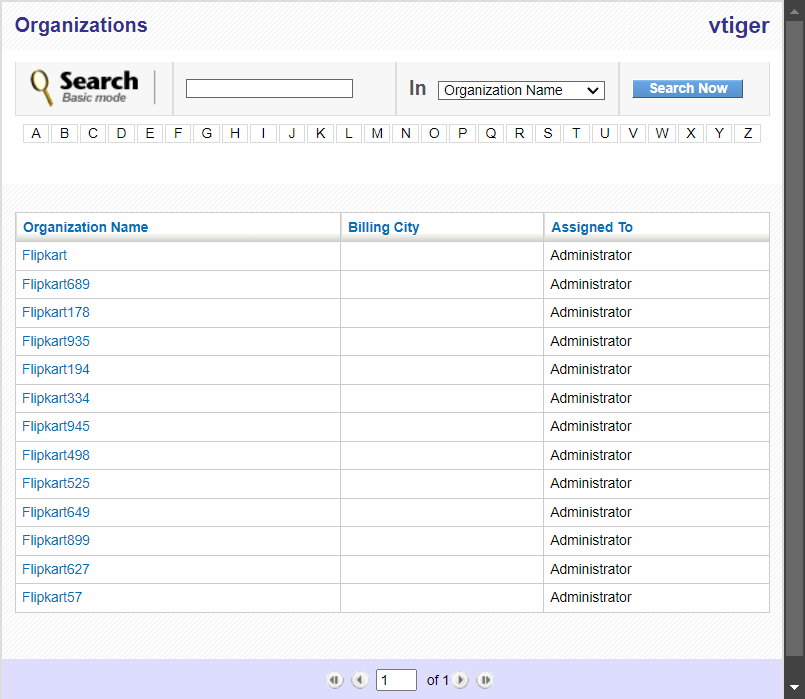 Organizations vtiger
Search
Basic mode
In Organization Name Search Now
A B C D E F G H I J K L M N O P Q R S T U V W X Y Z
Organization Name Billing City Assigned To
Flipkart Administrator
Flipkart689 Administrator
Flipkart178 Administrator
Flipkart935 Administrator
Flipkart194 Administrator
Flipkart334 Administrator
Flipkart945 Administrator
Flipkart498 Administrator
Flipkart525 Administrator
Flipkart649 Administrator
Flipkart899 Administrator
Flipkart627 Administrator
Flipkart57 Administrator
1 of 1